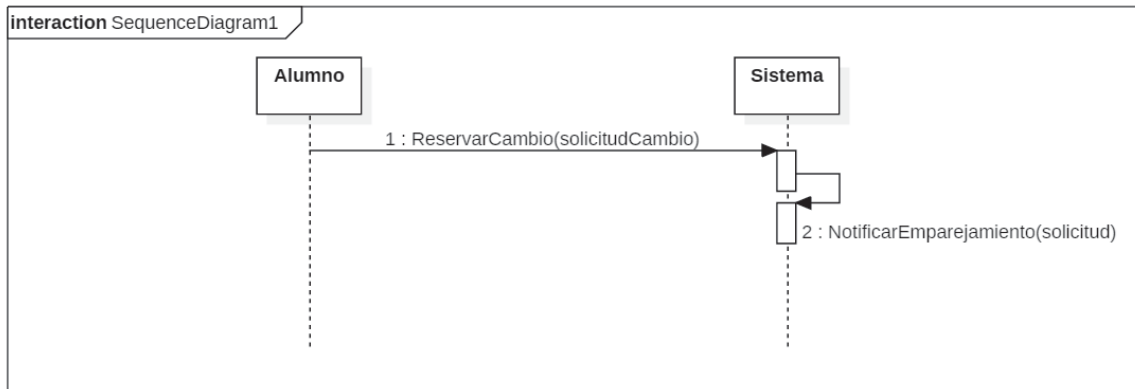 interaction SequenceDiagram1
Alumno
Sistema
1 : ReservarCambio(solicitudCambio)
2 : NotificarEmparejamiento(solicitud)